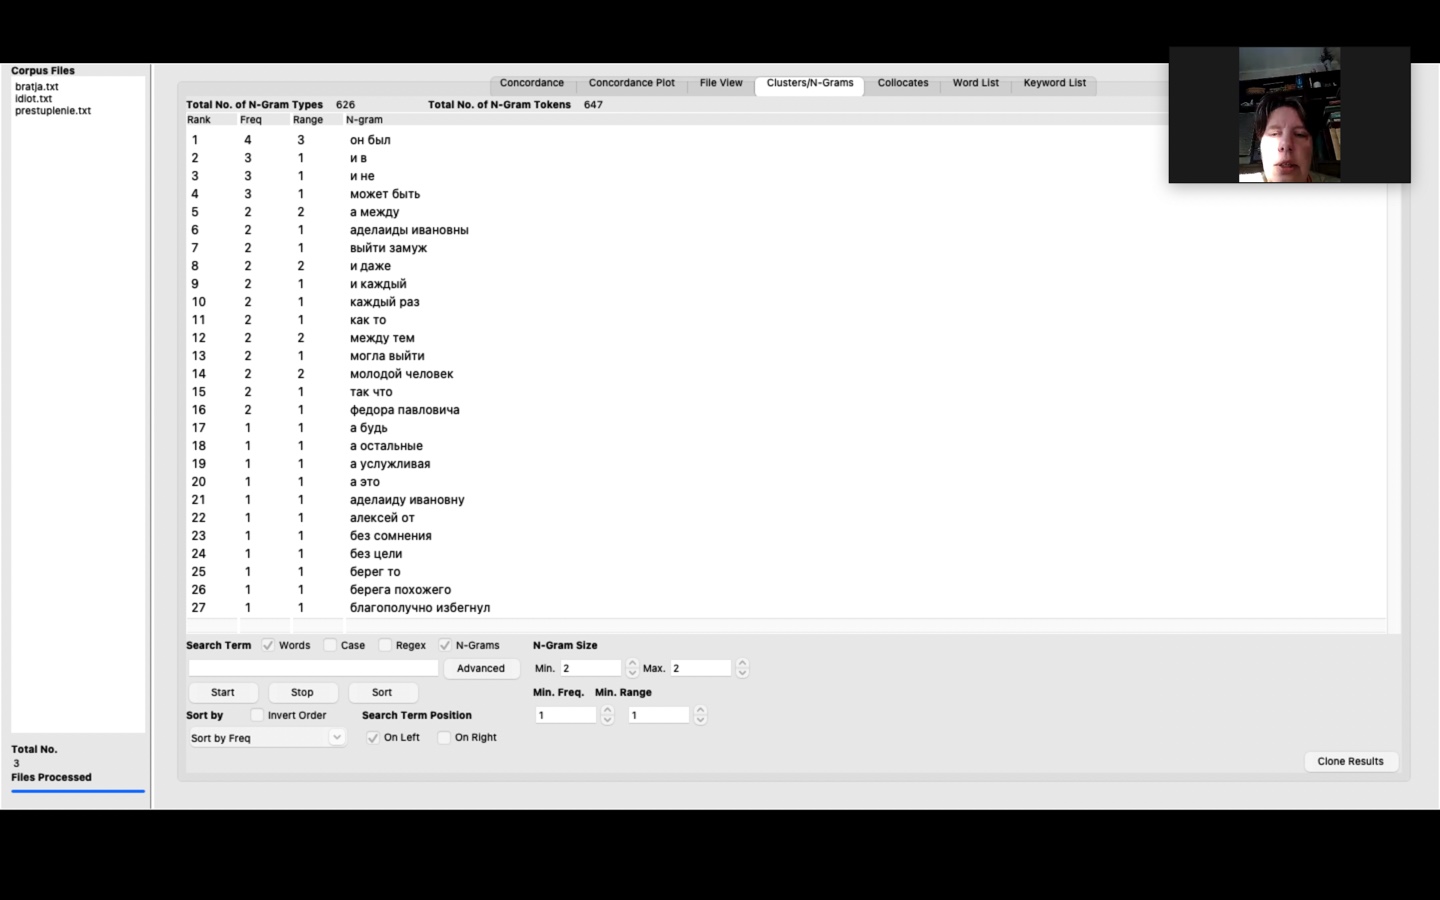 Corpus Files
bratja.txt
idiot.txt
prestuplenie.txt
Concordance Concordance Plot File View Clusters/N-Grams Collocates Word List Keyword List
Total No. of N-Gram Types 626 Total No. of N-Gram Tokens 647
Rank Freq Range N-gram
1 4 3 он был
2 3 1 и в
3 3 1 и не
4 3 1 может быть
5 2 2 а между
6 2 1 аделаиды ивановны
7 2 1 выйти замуж
8 2 2 и даже
9 2 1 и каждый
10 2 1 каждый раз
11 2 1 как то
12 2 2 между тем
13 2 1 могла выйти
14 2 2 молодой человек
15 2 1 так что
16 2 1 федора павловича
17 1 1 а будь
18 1 1 а остальные
19 1 1 а услужливая
20 1 1 а это
21 1 1 аделаиду ивановну
22 1 1 алексей от
23 1 1 без сомнения
24 1 1 без цели
25 1 1 берег то
26 1 1 берега похожего
27 1 1 благополучно избегнул
Search Term Words Case Regex N-Grams N-Gram Size
Advanced Min. 2 Max. 2
Start Stop Sort Min. Freq. Min. Range
Sort by Invert Order Search Term Position 1 1
Sort by Freq On Left On Right
Total No.
3
Files Processed
Clone Results